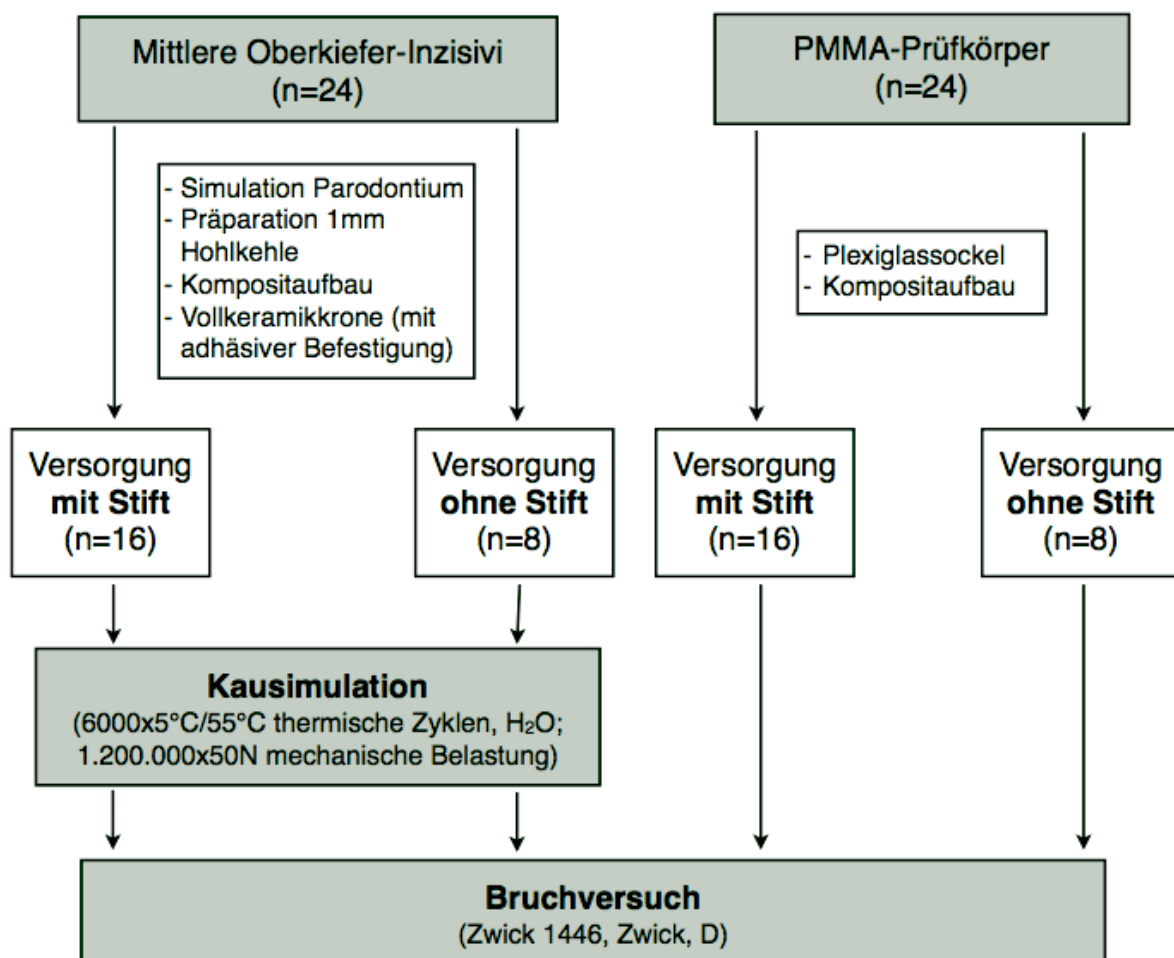 Mittlere Oberkiefer-Inzisivi
(n=24)
PMMA-Prüfkörper
(n=24)
- Simulation Parodontium
- Präparation 1mm
Hohlkehle
- Kompositaufbau
- Vollkeramikkrone (mit
adhäsiver Befestigung)
- Plexiglassockel
- Kompositaufbau
Versorgung
mit Stift
(n=16)
Versorgung
ohne Stift
(n=8)
Versorgung
mit Stift
(n=16)
Versorgung
ohne Stift
(n=8)
Kausimulation
(6000x5°C/55°C thermische Zyklen, H₂O;
1.200.000x50N mechanische Belastung)
Bruchversuch
(Zwick 1446, Zwick, D)